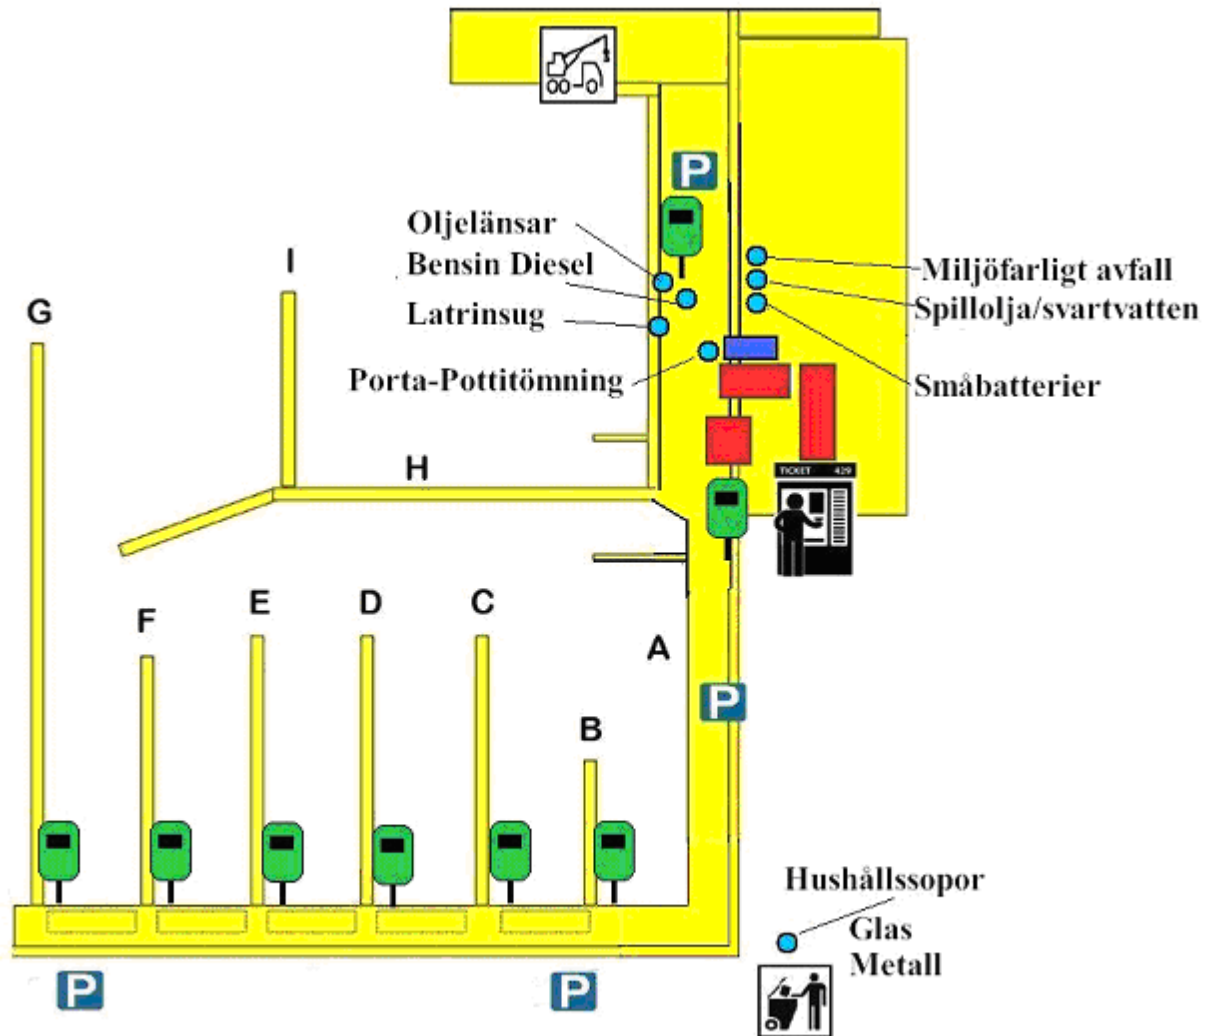 P
Oljelänsar
Bensin Diesel
Latrinsug
Porta-Pottitömning
Miljöfarligt avfall
Spillolja/svartvatten
Småbatterier
I
G
H
TICKET 429
F
E
D
C
A
B
P
Hushållssopor
Glas
Metall
P
P